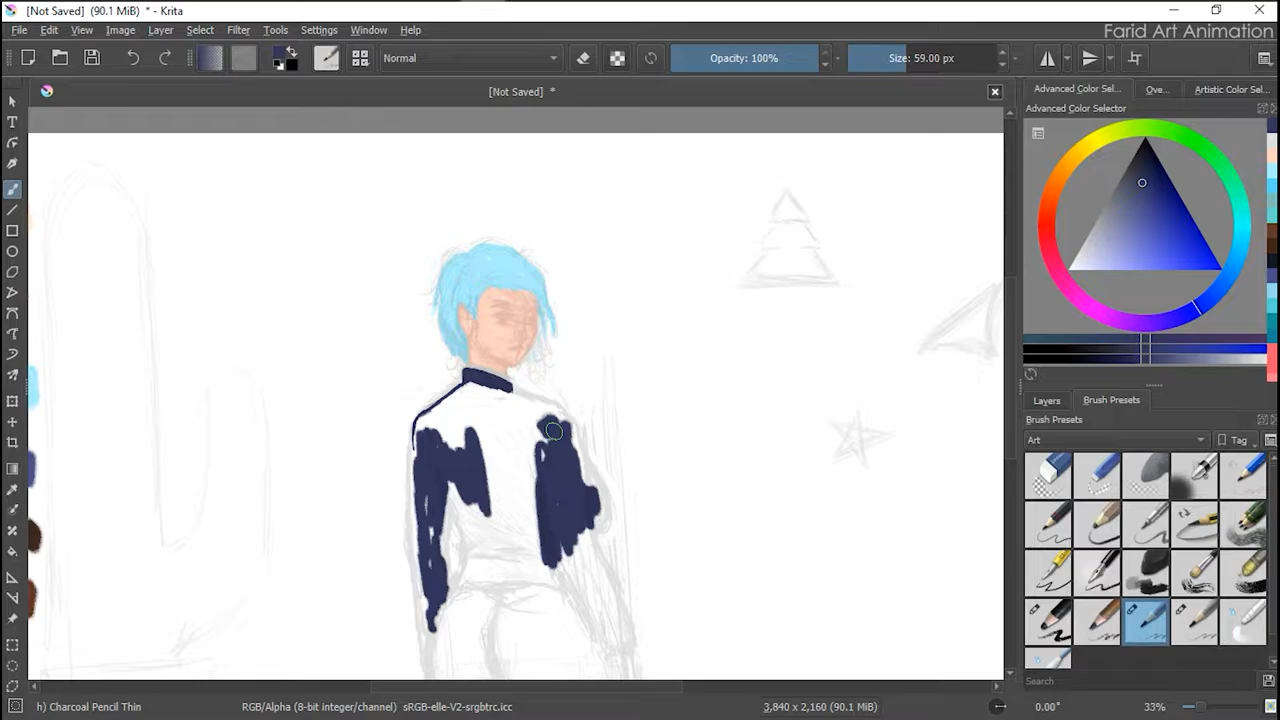 [Not Saved] (90.1 MiB) * - Krita
File Edit View Image Layer Select Filter Tools Settings Window Help
Farid Art Animation
Normal
Opacity: 100%
Size: 59.00 px
[Not Saved] *
Advanced Color Sel... Ove... Artistic Color Sel...
Advanced Color Selector
Layers Brush Presets
Brush Presets
Art Tag
Search
h) Charcoal Pencil Thin
RGB/Alpha (8-bit integer/channel) sRGB-elle-V2-srgbtrc.icc
3,840 x 2,160 (90.1 MiB)
0.00°
33%